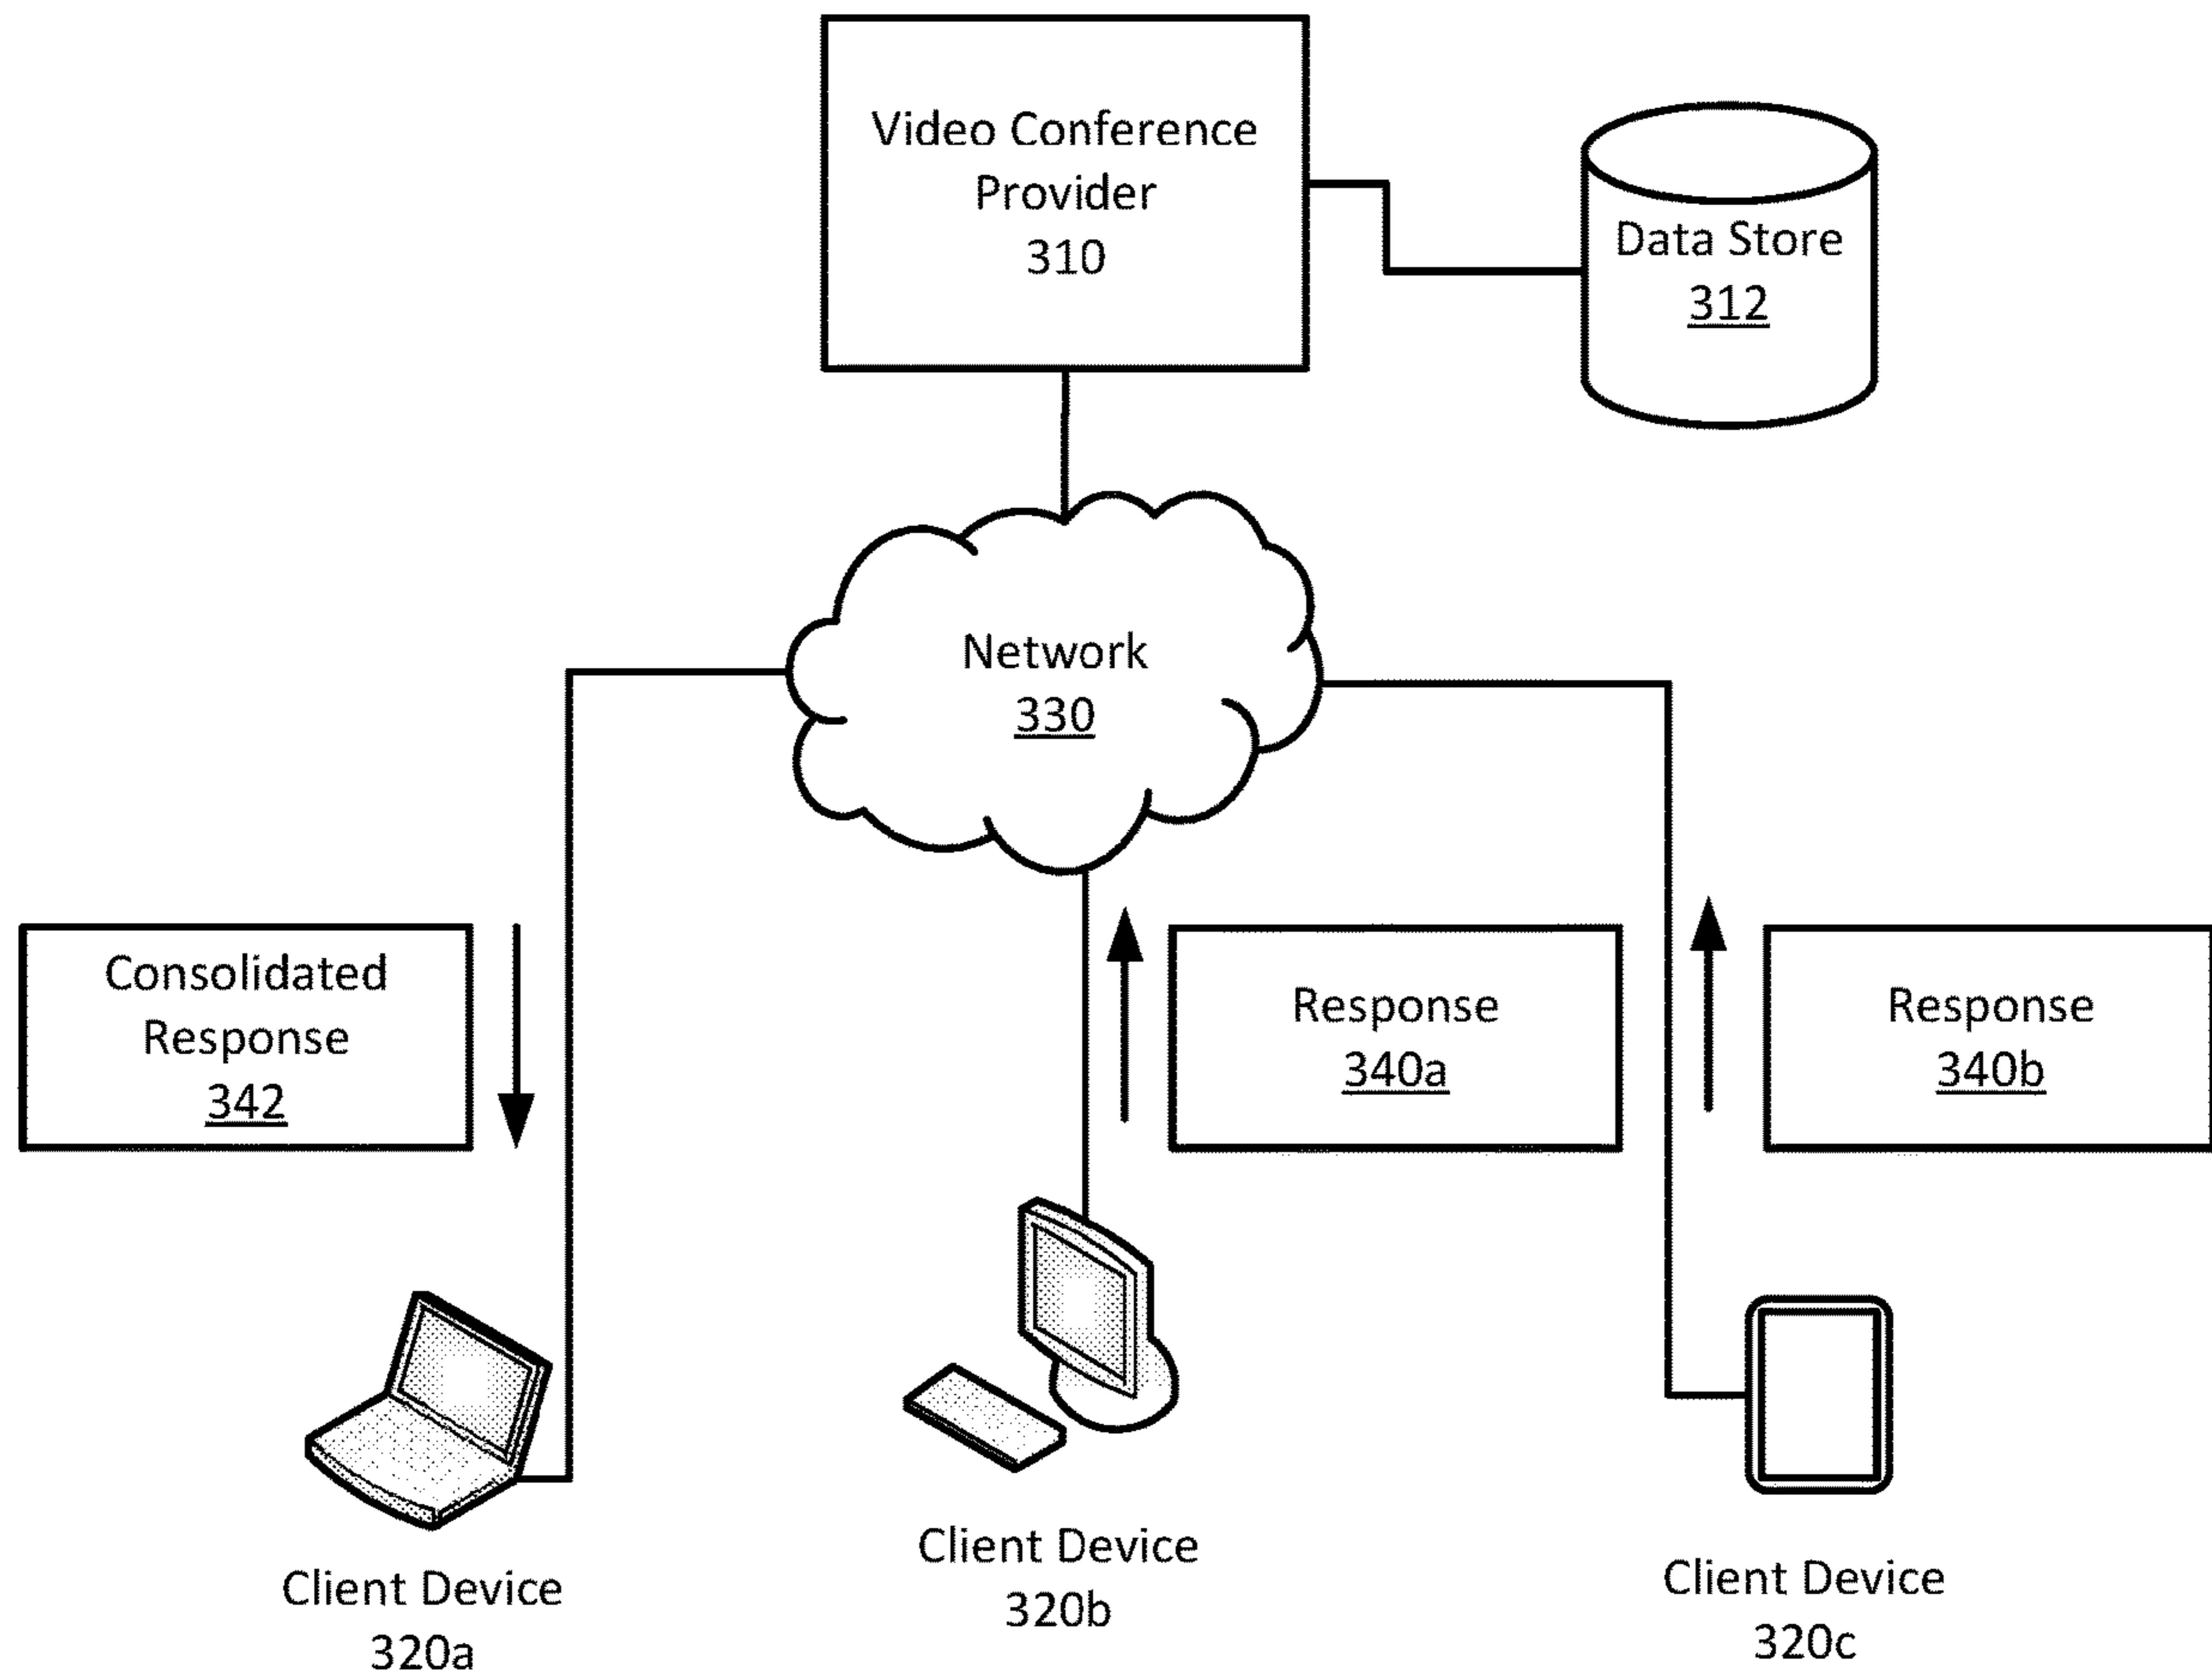 Video Conference
Provider
310
Data Store
312
Network
330
Consolidated
Response
342
Response
340a
Response
340b
Client Device
320a
Client Device
320b
Client Device
320c